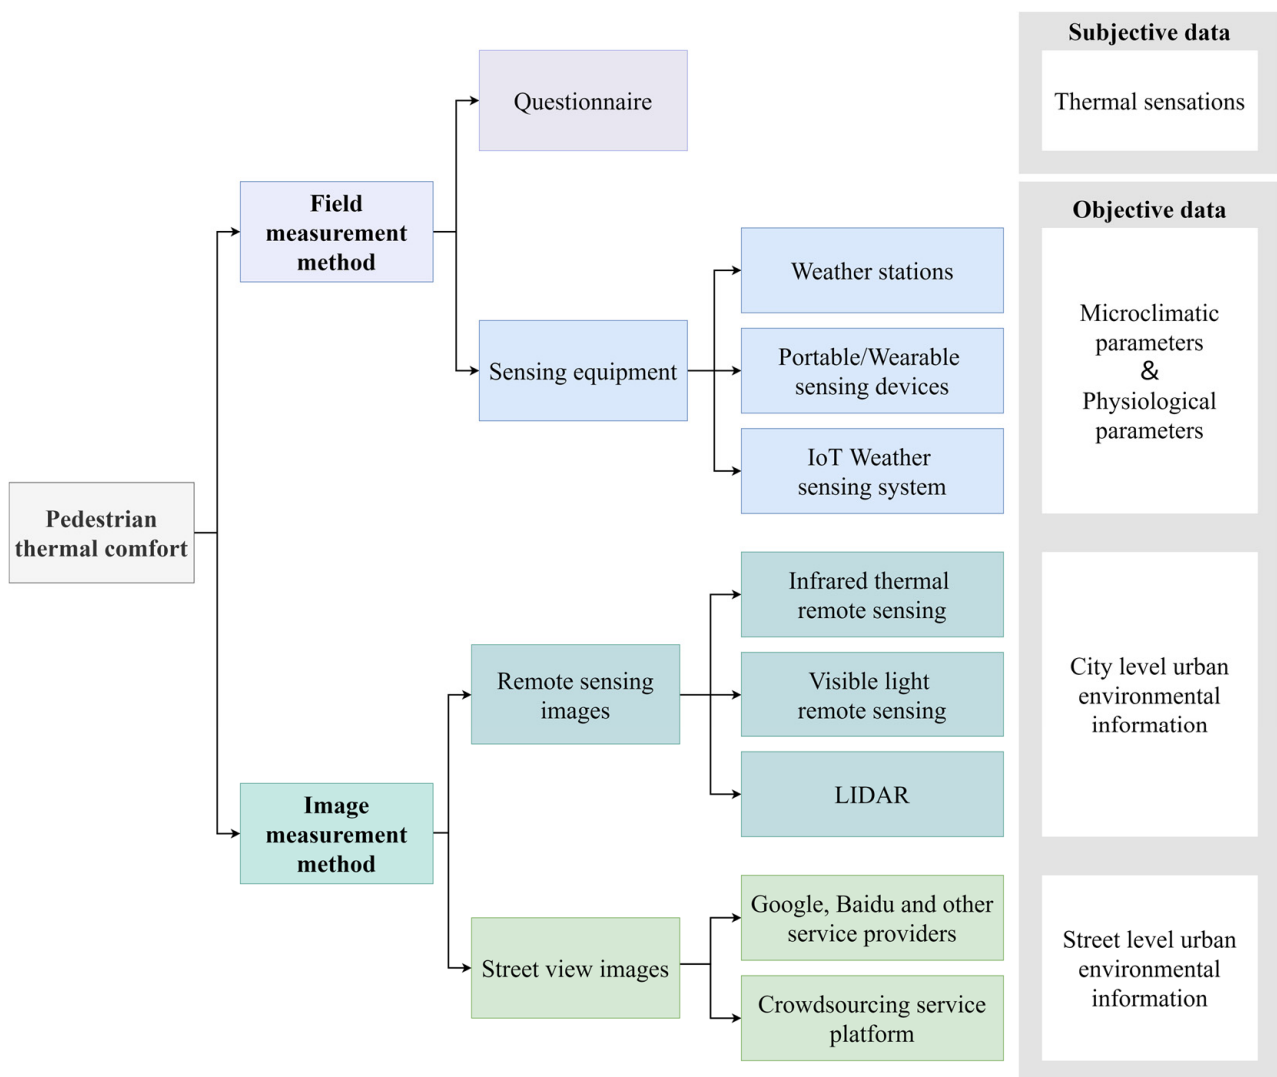 Subjective data
Questionnaire
Thermal sensations
Field
measurement
method
Objective data
Weather stations
Microclimatic
parameters
&
Physiological
parameters
Sensing equipment
Portable/Wearable
sensing devices
IoT Weather
sensing system
Pedestrian
thermal comfort
Infrared thermal
remote sensing
Remote sensing
images
Visible light
remote sensing
City level urban
environmental
information
LIDAR
Image
measurement
method
Google, Baidu and other
service providers
Street view images
Street level urban
environmental
information
Crowdsourcing service
platform